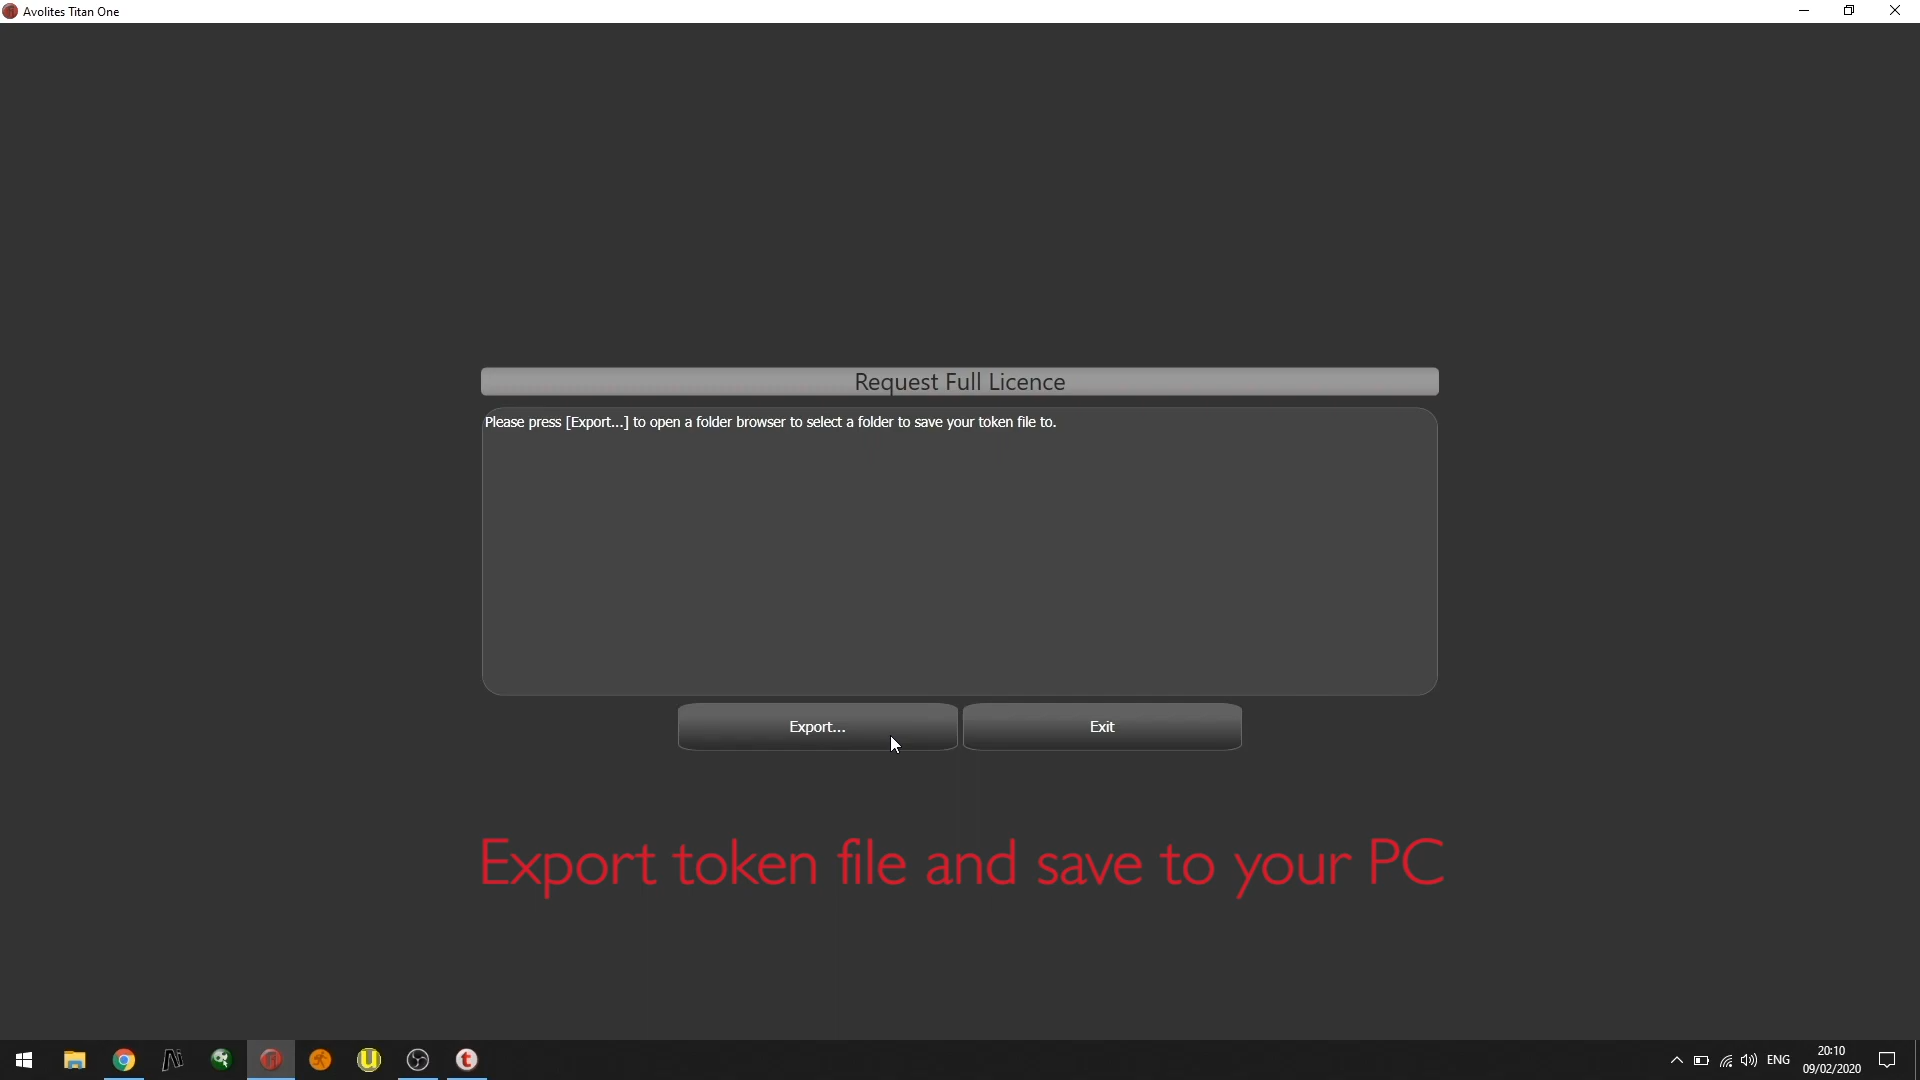 Avolites Titan One
Request Full Licence
Please press [Export...] to open a folder browser to select a folder to save your token file to.
Export...
Exit
Export token file and save to your PC
ENG
20:10
09/02/2020